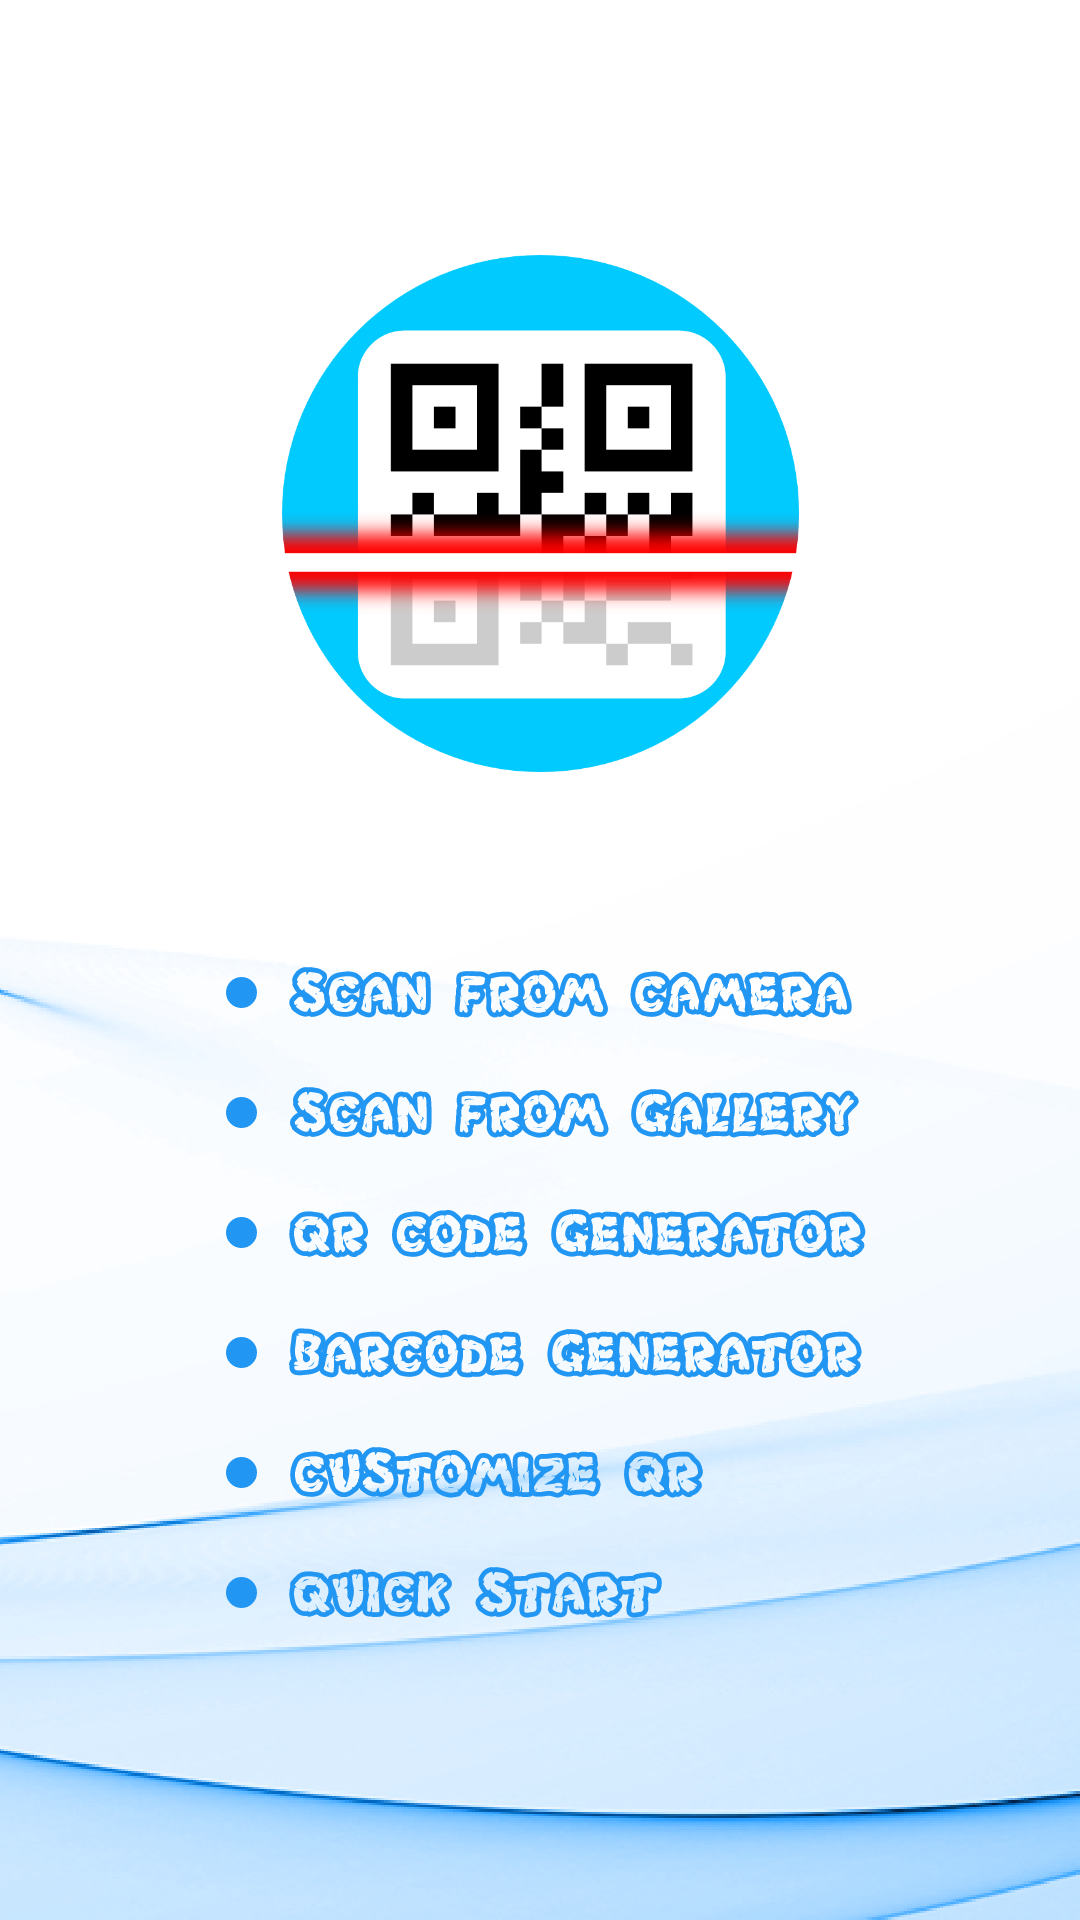 Scan from camera
Scan from Gallery
QR code Generator
Barcode Generator
customize QR
Quick Start